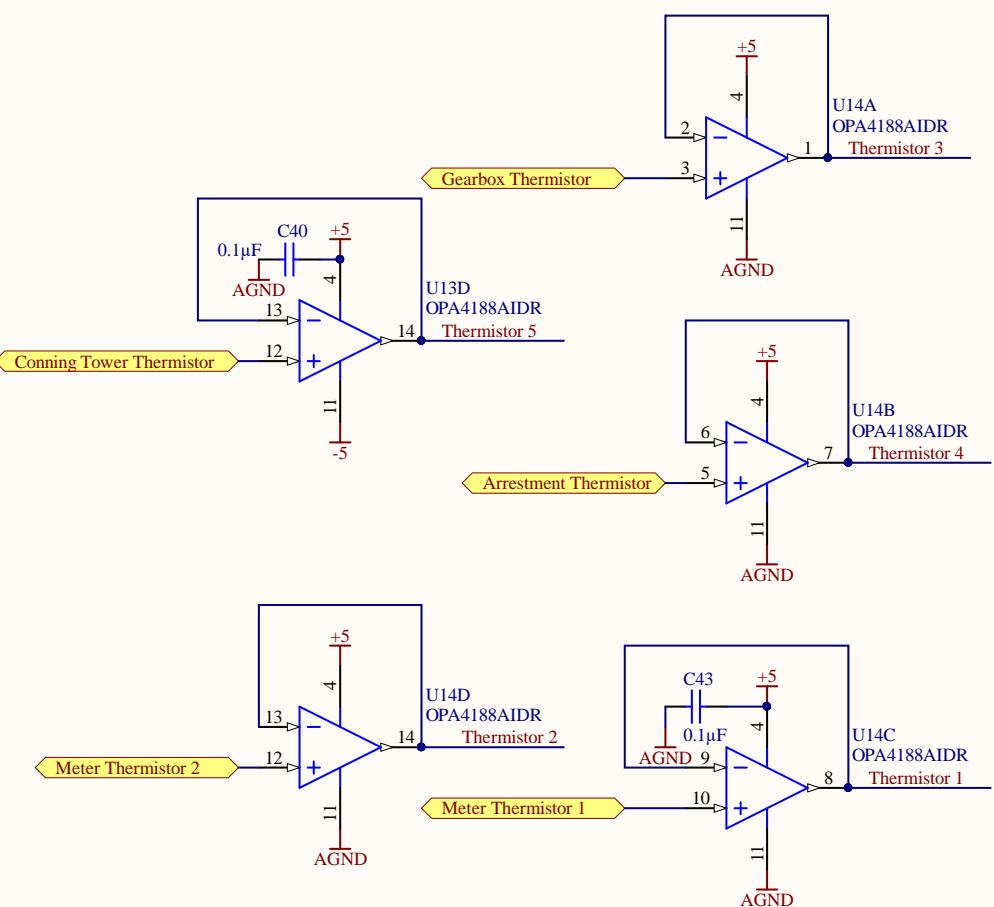 +5
4
U14A
OPA4188AIDR
2
1
Thermistor 3
3
Gearbox Thermistor
11
AGND
C40
+5
0.1µF
4
AGND
U13D
OPA4188AIDR
13
14
Thermistor 5
12
Conning Tower Thermistor
11
-5
+5
4
U14B
OPA4188AIDR
6
7
Thermistor 4
5
Arrestment Thermistor
11
AGND
+5
4
U14D
OPA4188AIDR
13
14
Thermistor 2
12
Meter Thermistor 2
11
AGND
C43
+5
0.1µF
4
AGND
U14C
OPA4188AIDR
9
8
Thermistor 1
10
Meter Thermistor 1
11
AGND